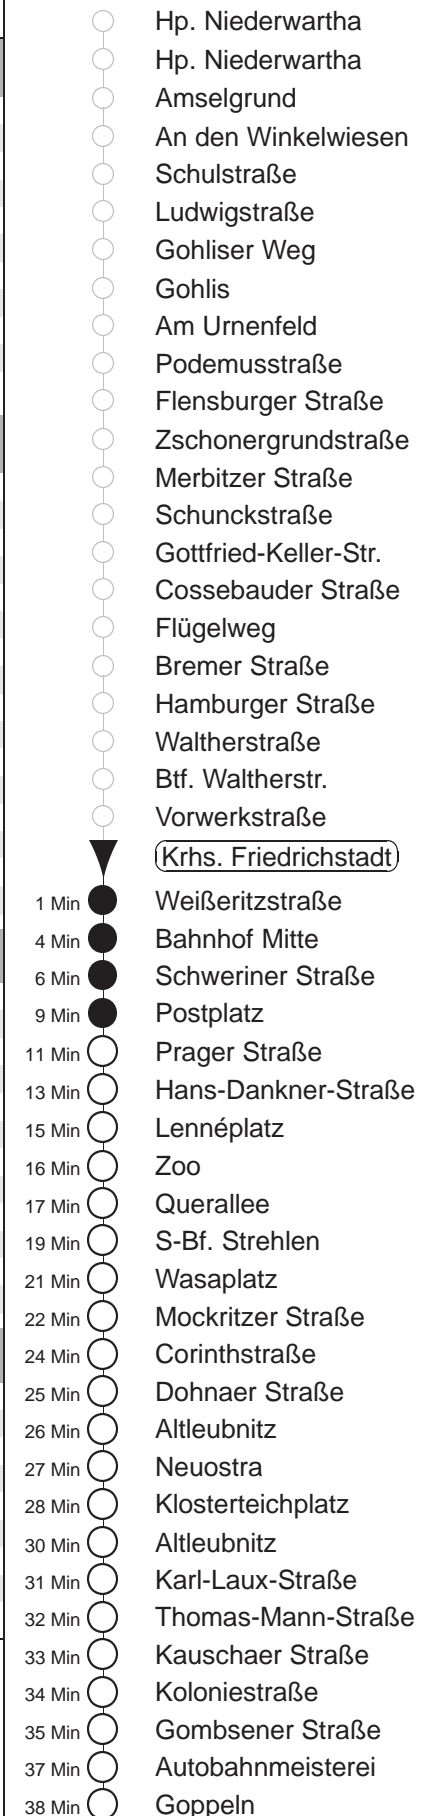 Hp. Niederwartha
Hp. Niederwartha
Amselgrund
An den Winkelwiesen
Schulstraße
Ludwigstraße
Gohliser Weg
Gohlis
Am Urnenfeld
Podemusstraße
Flensburger Straße
Zschonergrundstraße
Merbitzer Straße
Schunckstraße
Gottfried-Keller-Str.
Cossebauder Straße
Flügelweg
Bremer Straße
Hamburger Straße
Waltherstraße
Btf. Waltherstr.
Vorwerkstraße
Krhs. Friedrichstadt
1 Min Weißeritzstraße
4 Min Bahnhof Mitte
6 Min Schweriner Straße
9 Min Postplatz
11 Min Prager Straße
13 Min Hans-Dankner-Straße
15 Min Lennéplatz
16 Min Zoo
17 Min Querallee
19 Min S-Bf. Strehlen
21 Min Wasaplatz
22 Min Mockritzer Straße
24 Min Corinthstraße
25 Min Dohnaer Straße
26 Min Altleubnitz
27 Min Neuostra
28 Min Klosterteichplatz
30 Min Altleubnitz
31 Min Karl-Laux-Straße
32 Min Thomas-Mann-Straße
33 Min Kauschaer Straße
34 Min Koloniestraße
35 Min Gombsener Straße
37 Min Autobahnmeisterei
38 Min Goppeln